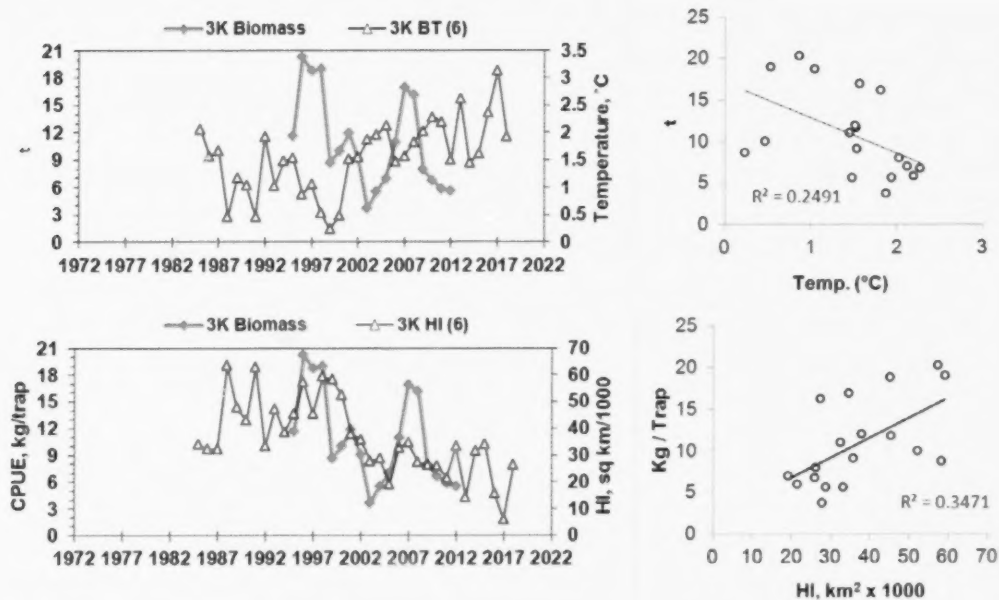 3K Biomass 3K BT (6)
21
18
15
12
9
6
3
0
t
3.5
3
2.5
2
1.5
1
0.5
0
Temperature, °C
1972 1977 1982 1987 1992 1997 2002 2007 2012 2017 2022
25
20
15
10
5
0
t
R² = 0.2491
0 1 2 3
Temp. (°C)
3K Biomass 3K HI (6)
21
18
15
12
9
6
3
0
CPUE, kg/trap
70
60
50
40
30
20
10
0
HI, sq km/1000
1972 1977 1982 1987 1992 1997 2002 2007 2012 2017 2022
25
20
15
10
5
0
Kg / Trap
R² = 0.3471
0 10 20 30 40 50 60 70
HI, km² x 1000